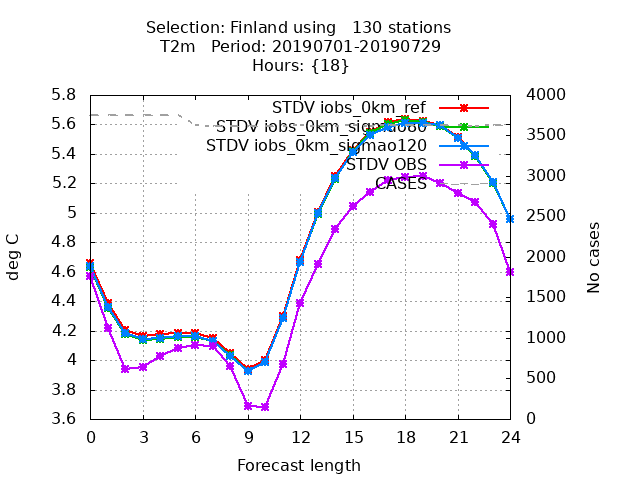 Selection: Finland using 130 stations
T2m Period: 20190701-20190729
Hours: {18}
STDV iobs_0km_ref
STDV iobs_0km_sigmao80
STDV iobs_0km_sigmao120
STDV OBS
CASES
5.8
5.6
5.4
5.2
5
4.8
4.6
4.4
4.2
4
3.8
3.6
deg C
4000
3500
3000
2500
2000
1500
1000
500
0
No cases
0 3 6 9 12 15 18 21 24
Forecast length